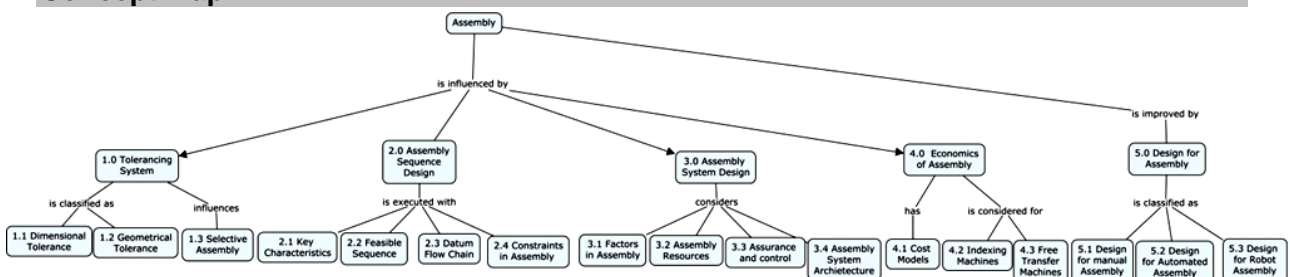 Assembly
is influenced by
is improved by
1.0 Tolerancing
System
2.0 Assembly
Sequence
Design
3.0 Assembly
System Design
4.0 Economics
of Assembly
5.0 Design for
Assembly
is classified as
influences
is executed with
considers
has
is considered for
is classified as
1.1 Dimensional
Tolerance
1.2 Geometrical
Tolerance
1.3 Selective
Assembly
2.1 Key
Characteristics
2.2 Feasible
Sequence
2.3 Datum
Flow Chain
2.4 Constraints
in Assembly
3.1 Factors
in Assembly
3.2 Assembly
Resources
3.3 Assurance
and control
3.4 Assembly
System
Archietecture
4.1 Cost
Models
4.2 Indexing
Machines
4.3 Free
Transfer
Machines
5.1 Design
for manual
Assembly
5.2 Design
for Automated
Assembly
5.3 Design
for Robot
Assembly